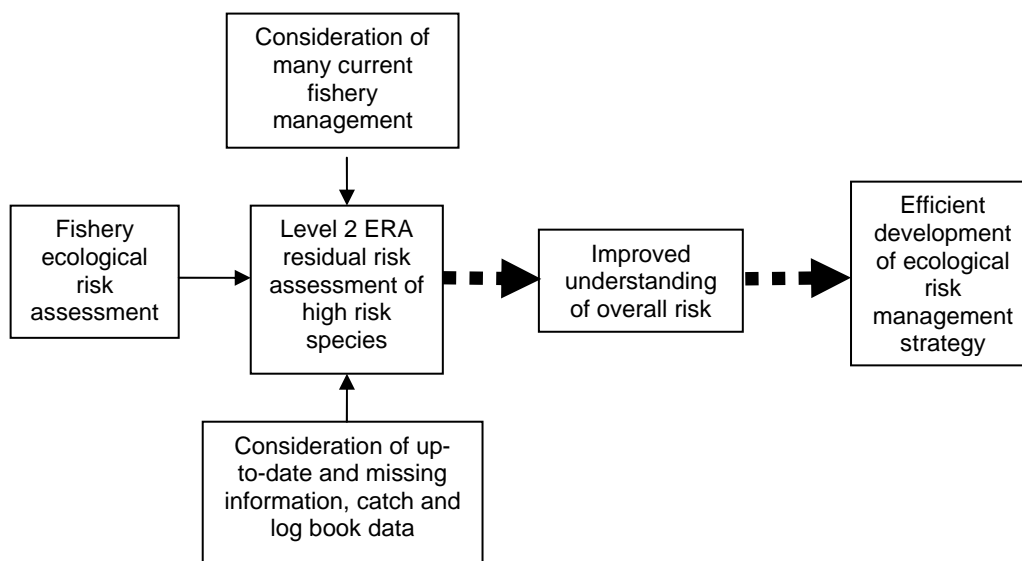 Consideration of
many current
fishery
management
Fishery
ecological
risk
assessment
Level 2 ERA
residual risk
assessment of
high risk
species
Improved
understanding
of overall risk
Efficient
development
of ecological
risk
management
strategy
Consideration of up-
to-date and missing
information, catch and
log book data